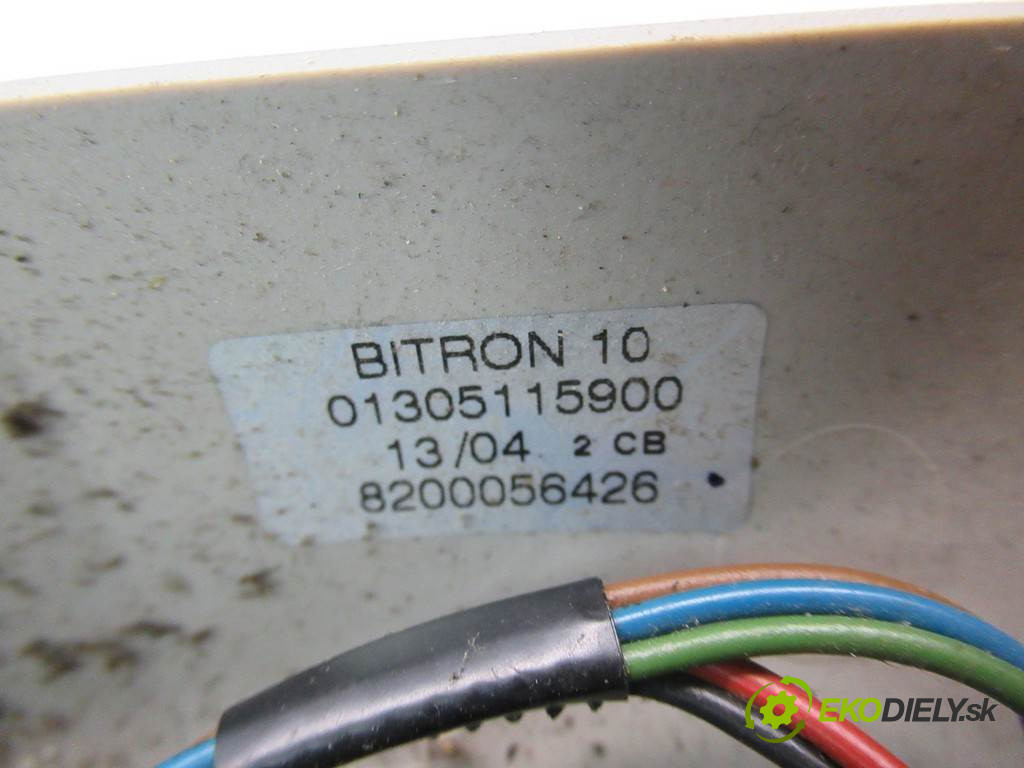 BITRON 10
01305115900
13/04 2 CB
8200056426
EKODIELY.sk